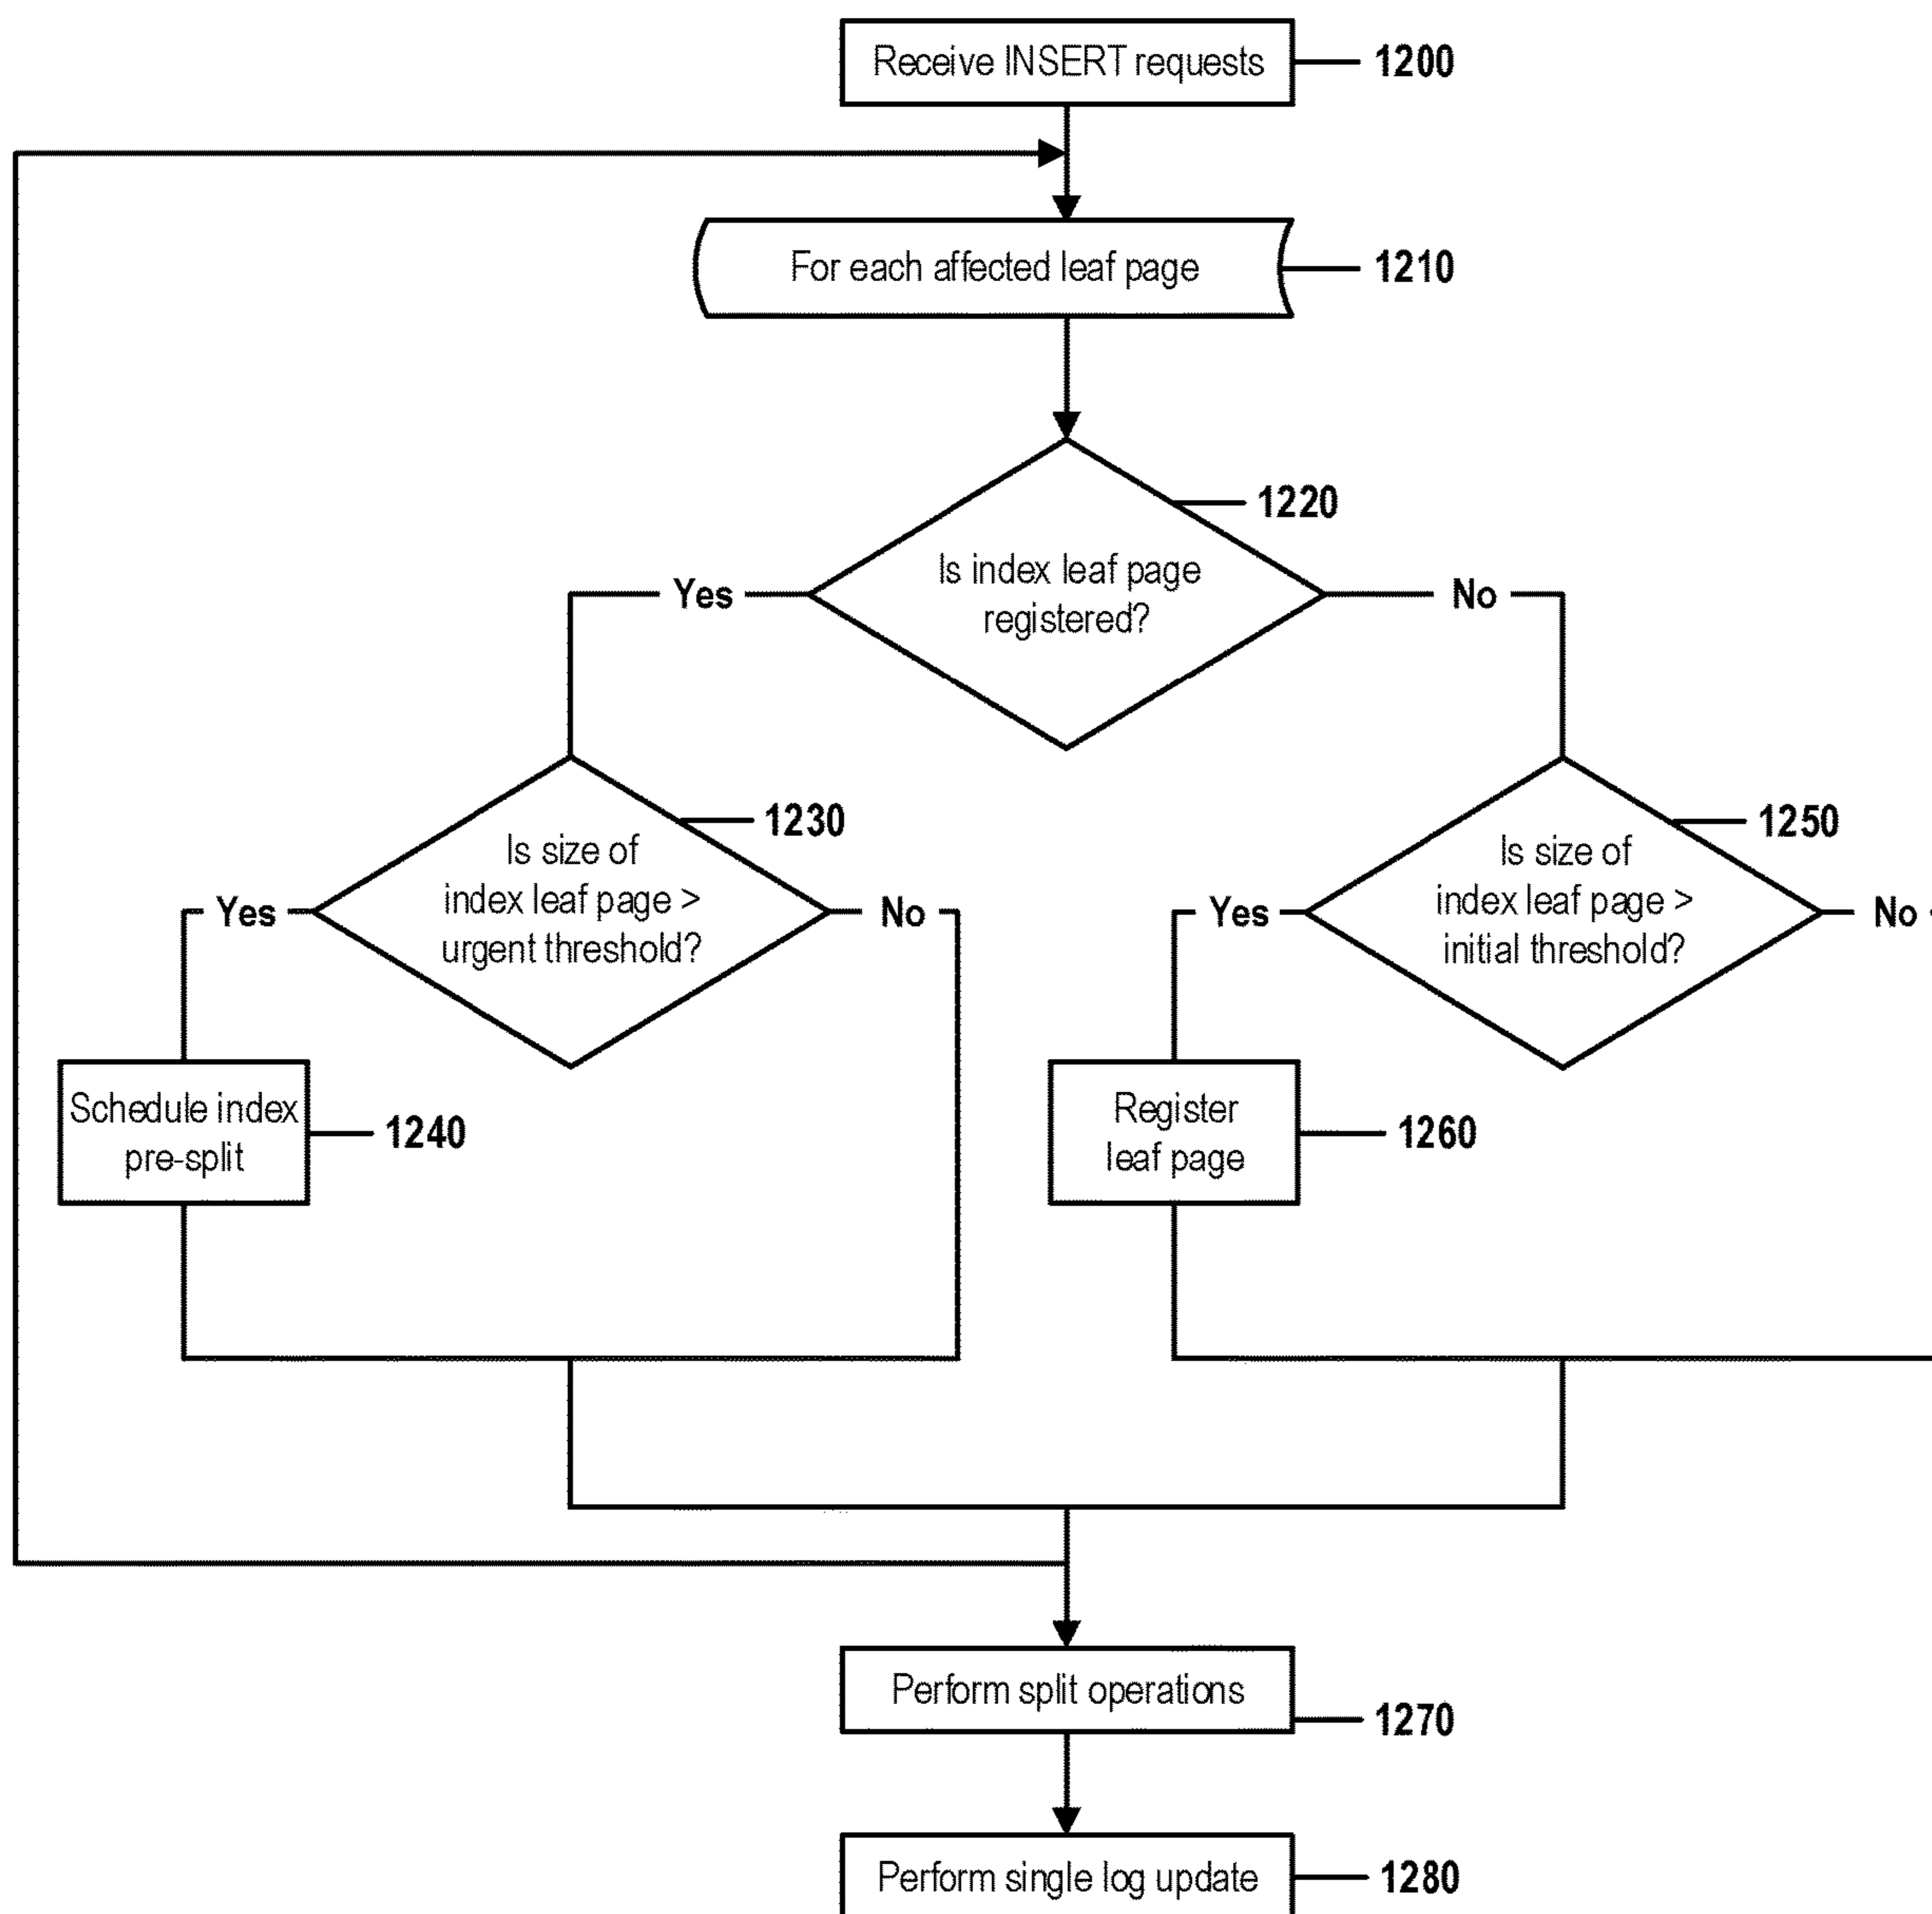 Receive INSERT requests
1200
For each affected leaf page
1210
1220
Is index leaf page
registered?
Yes
No
1230
1250
Is size of
index leaf page >
urgent threshold?
Is size of
index leaf page >
initial threshold?
Yes
No
Yes
No
Schedule index
pre-split
1240
Register
leaf page
1260
Perform split operations
1270
Perform single log update
1280